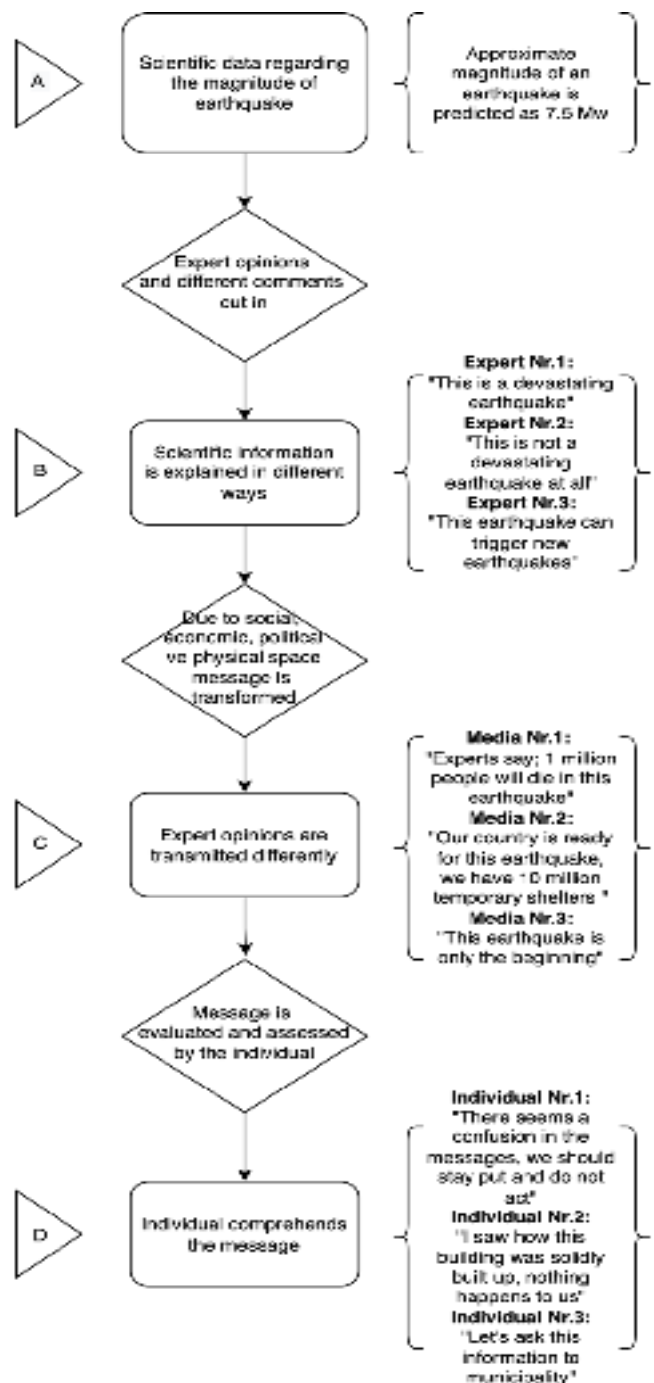 A
Scientific data regarding
the magnitude of
earthquake
Approximate
magnitude of an
earthquake is
predicted as 7.5 Mw
Expert opinions
and different comments
cut in
B
Scientific information
is explained in different
ways
Expert Nr.1:
"This is a devastating
earthquake"
Expert Nr.2:
"This is not a
devastating
earthquake at all"
Expert Nr.3:
"This earthquake can
trigger new
earthquakes"
Due to social,
economic, political
ve physical space
message is
transformed
C
Expert opinions are
transmitted differently
Media Nr.1:
"Experts say; 1 million
people will die in this
earthquake"
Media Nr.2:
"Our country is ready
for this earthquake,
we have 10 million
temporary shelters "
Media Nr.3:
"This earthquake is
only the beginning"
Message is
evaluated and assessed
by the individual
D
Individual comprehends
the message
Individual Nr.1:
"There seems a
confusion in the
messages, we should
stay put and do not
act"
Individual Nr.2:
"I saw how this
building was solidly
built up, nothing
happens to us"
Individual Nr.3:
"Let's ask this
information to
municipality"